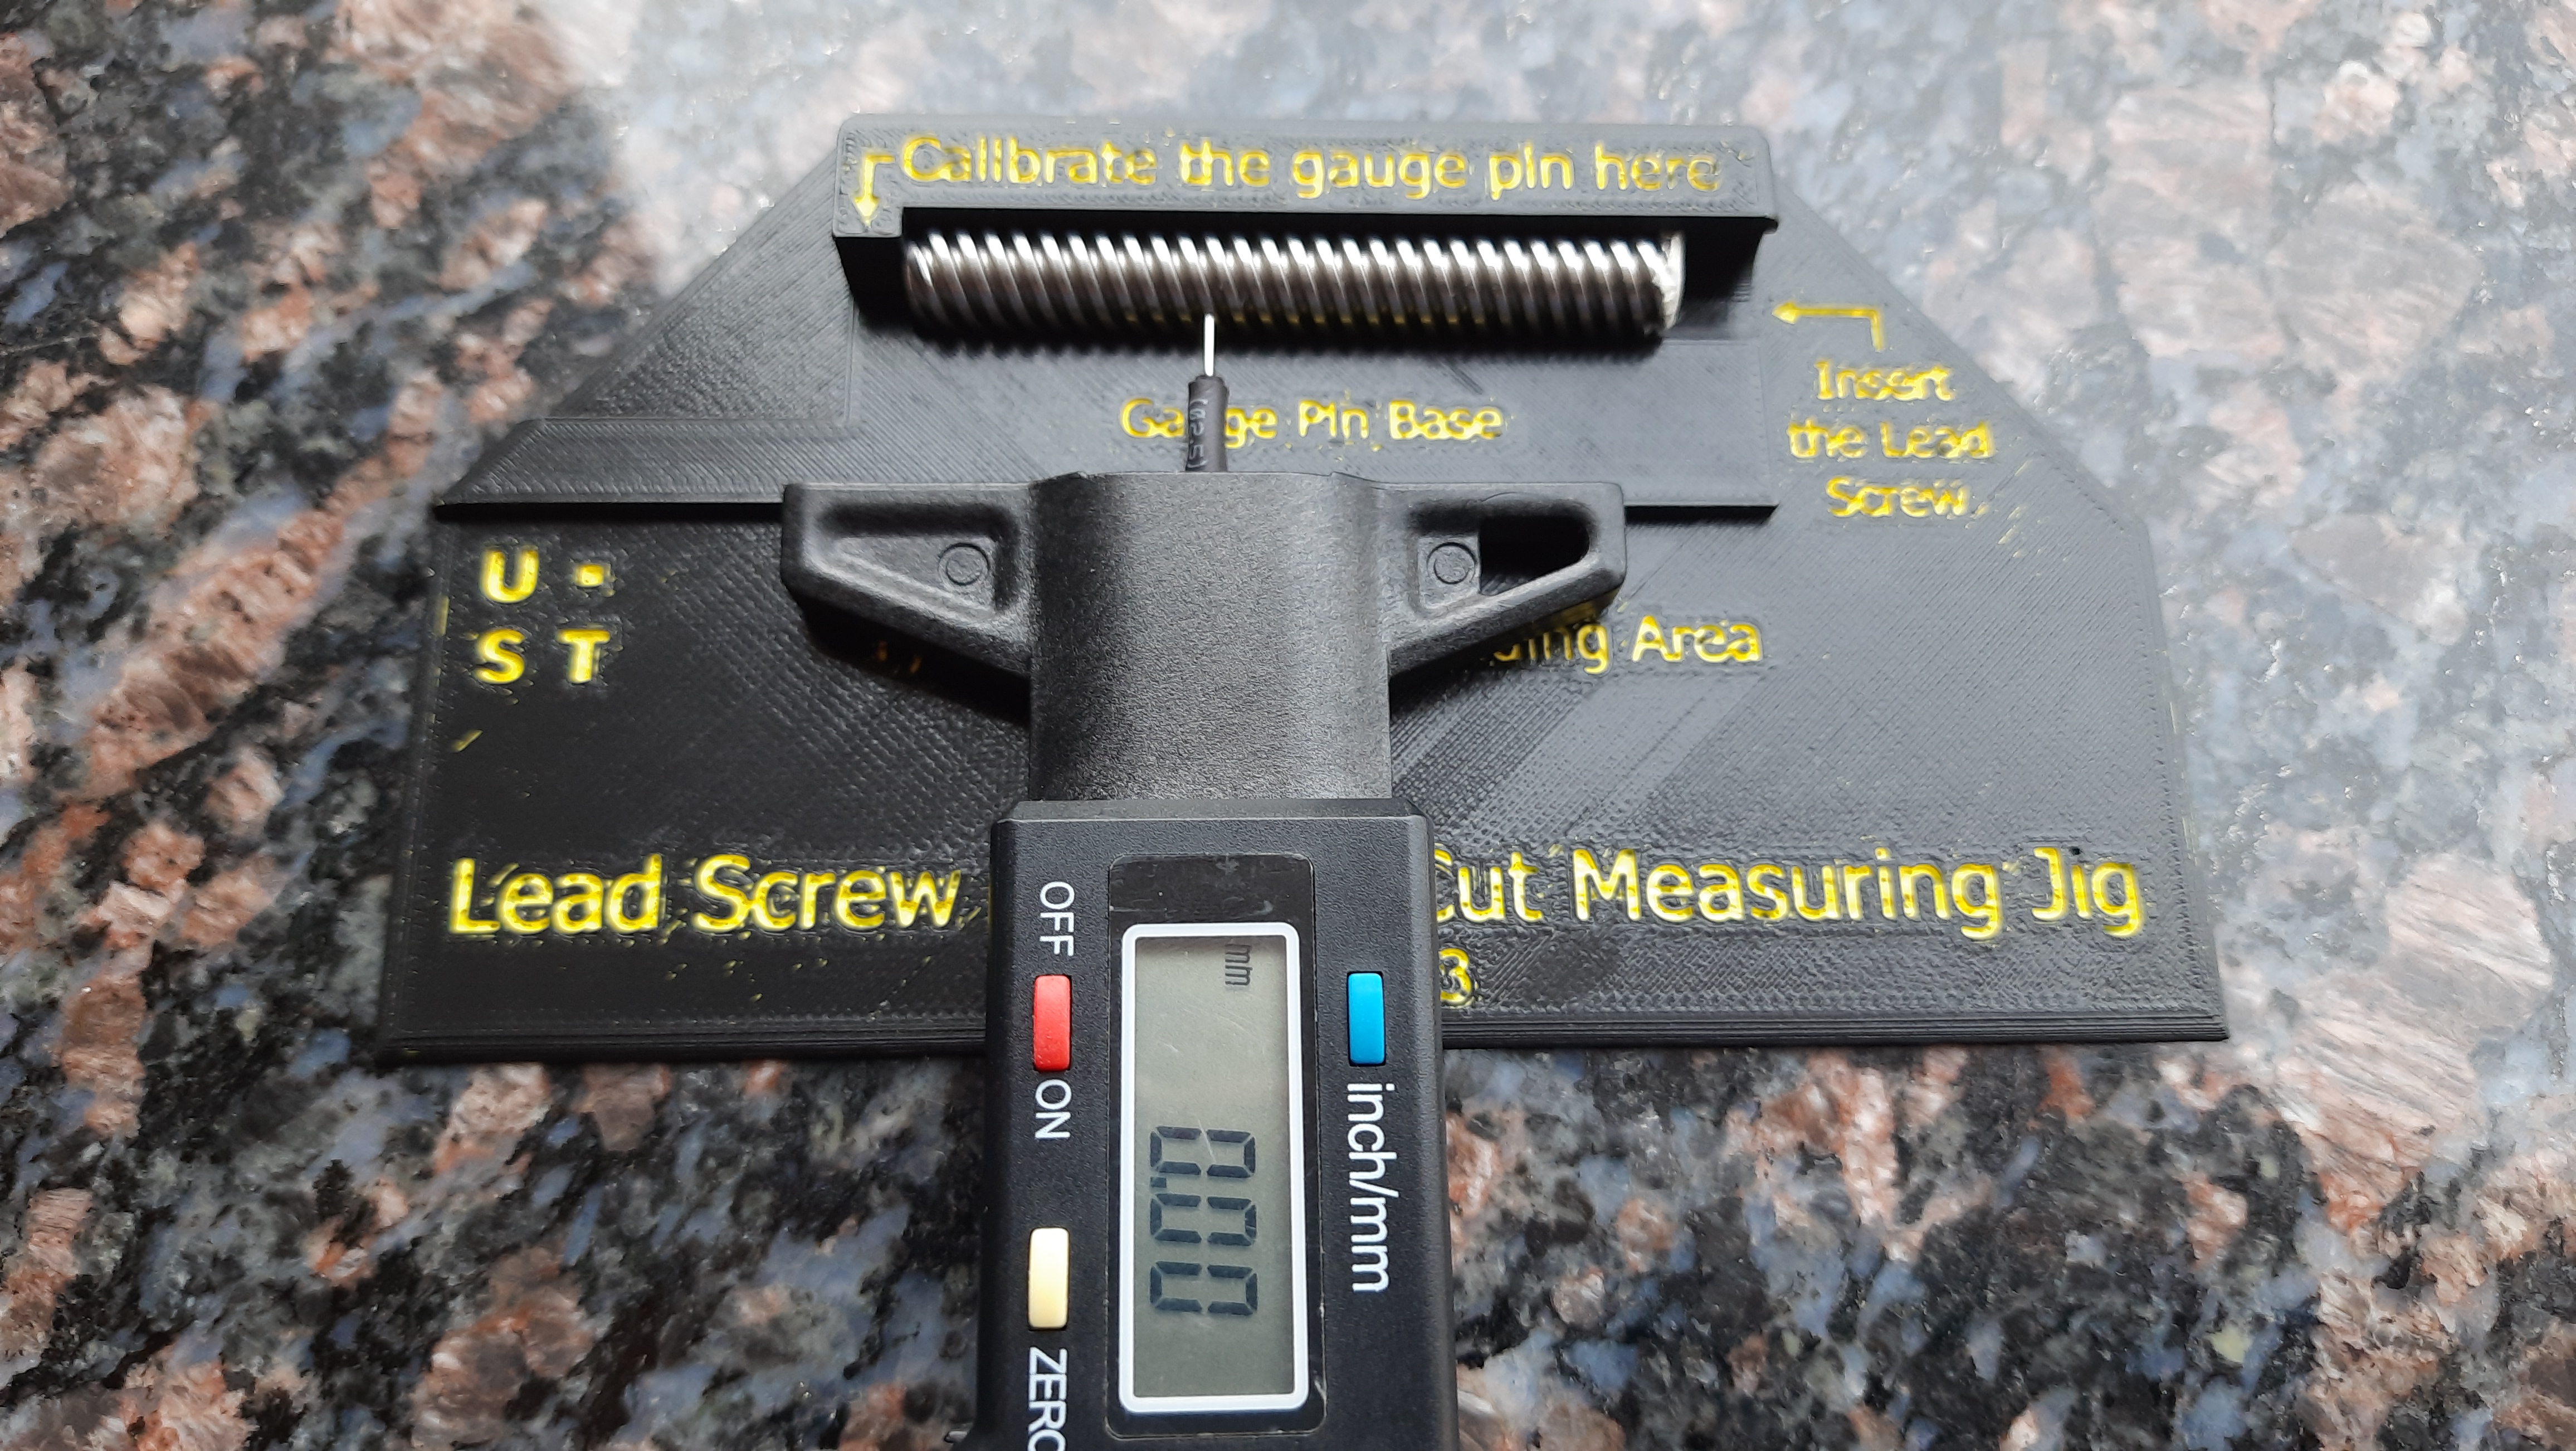 Calibrate the gauge pin here
Insert
the Lead
Screw
Gauge Pin Base
U
S T
Area
Lead Screw Cut Measuring Jig
3
OFF
ON
ZERO
mm
0.00
inch/mm